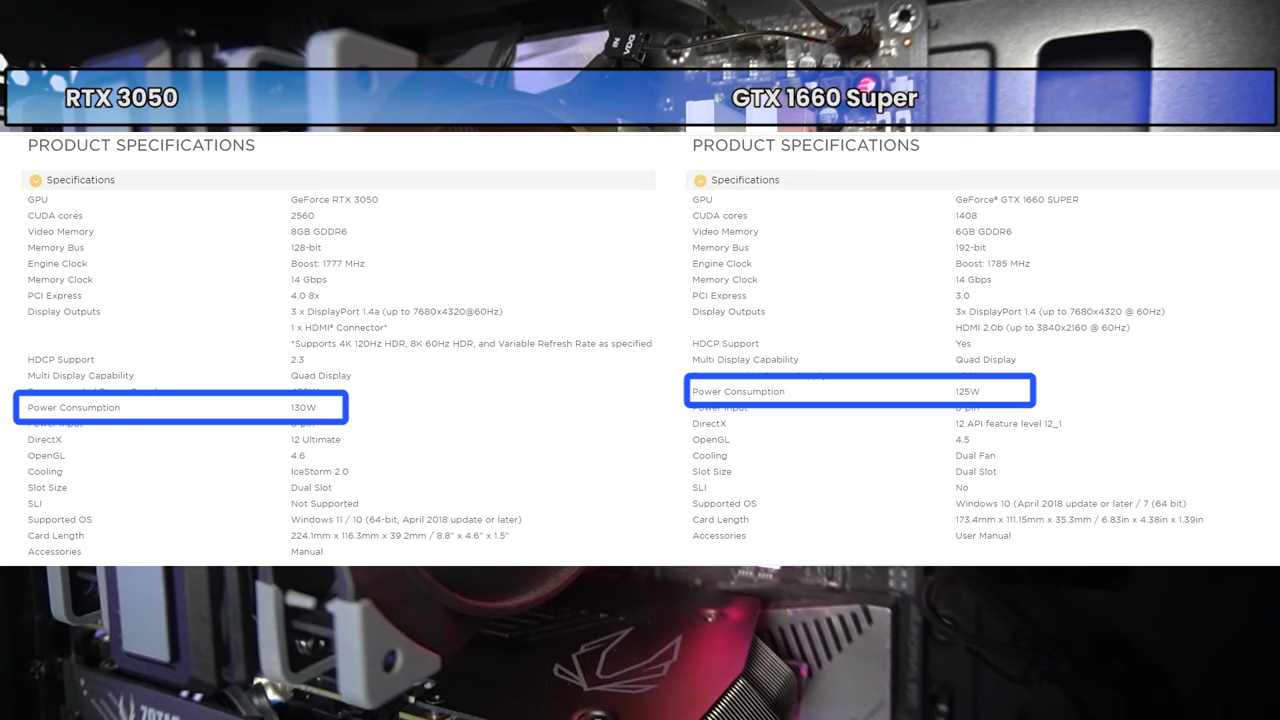 IN
VDG
RTX 3050
GTX 1660 Super
PRODUCT SPECIFICATIONS
Specifications
GPU GeForce RTX 3050
CUDA cores 2560
Video Memory 8GB GDDR6
Memory Bus 128-bit
Engine Clock Boost: 1777 MHz
Memory Clock 14 Gbps
PCI Express 4.0 8x
Display Outputs 3 x DisplayPort 1.4a (up to 7680x4320@60Hz)
1 x HDMI® Connector*
*Supports 4K 120Hz HDR, 8K 60Hz HDR, and Variable Refresh Rate as specified
HDCP Support 2.3
Multi Display Capability Quad Display
Power Consumption 130W
Power Input 8-pin
DirectX 12 Ultimate
OpenGL 4.6
Cooling IceStorm 2.0
Slot Size Dual Slot
SLI Not Supported
Supported OS Windows 11 / 10 (64-bit, April 2018 update or later)
Card Length 224.1mm x 116.3mm x 39.2mm / 8.8" x 4.6" x 1.5"
Accessories Manual
PRODUCT SPECIFICATIONS
Specifications
GPU GeForce® GTX 1660 SUPER
CUDA cores 1408
Video Memory 6GB GDDR6
Memory Bus 192-bit
Engine Clock Boost: 1785 MHz
Memory Clock 14 Gbps
PCI Express 3.0
Display Outputs 3x DisplayPort 1.4 (up to 7680x4320 @ 60Hz)
HDMI 2.0b (up to 3840x2160 @ 60Hz)
HDCP Support Yes
Multi Display Capability Quad Display
Power Consumption 125W
Power Input 8-pin
DirectX 12 API feature level 12_1
OpenGL 4.5
Cooling Dual Fan
Slot Size Dual Slot
SLI No
Supported OS Windows 10 (April 2018 update or later / 7 (64 bit)
Card Length 173.4mm x 111.15mm x 35.3mm / 6.83in x 4.38in x 1.39in
Accessories User Manual